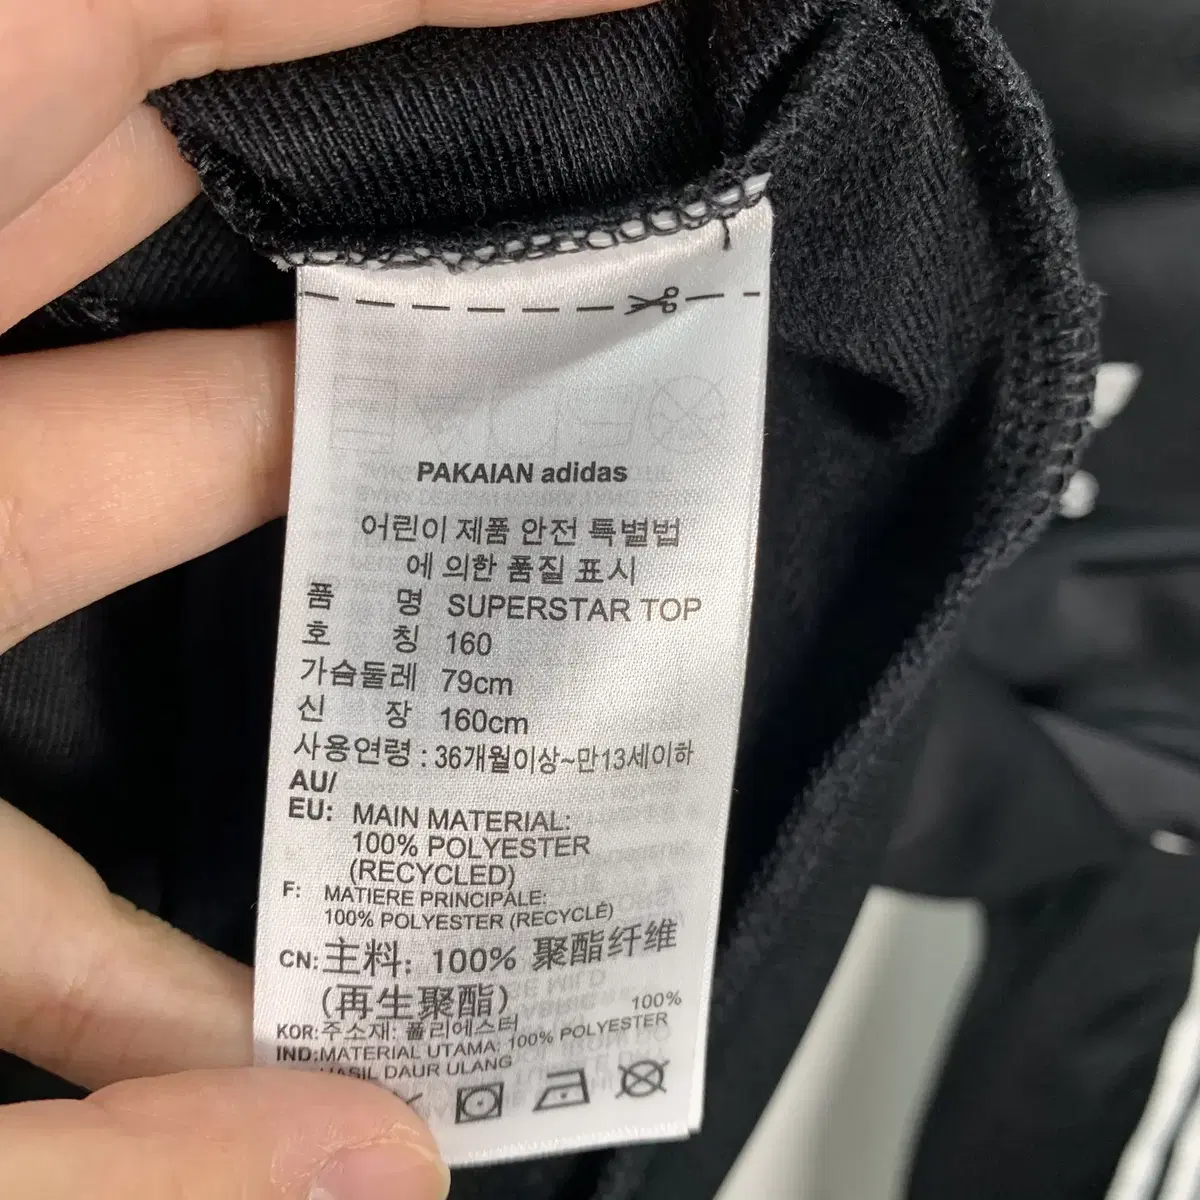 PAKAIAN adidas
어린이 제품 안전 특별법
에 의한 품질 표시
품 명 SUPERSTAR TOP
호 칭 160
가슴둘레 79cm
신 장 160cm
사용연령 : 36개월이상~만13세이하
AU/
EU: MAIN MATERIAL:
100% POLYESTER
(RECYCLED)
F: MATIERE PRINCIPALE:
100% POLYESTER (RECYCLÉ)
CN: 主料: 100% 聚酯纤维
(再生聚酯)
KOR: 주소재: 폴리에스터 100%
IND: MATERIAL UTAMA: 100% POLYESTER
HASIL DAUR ULANG